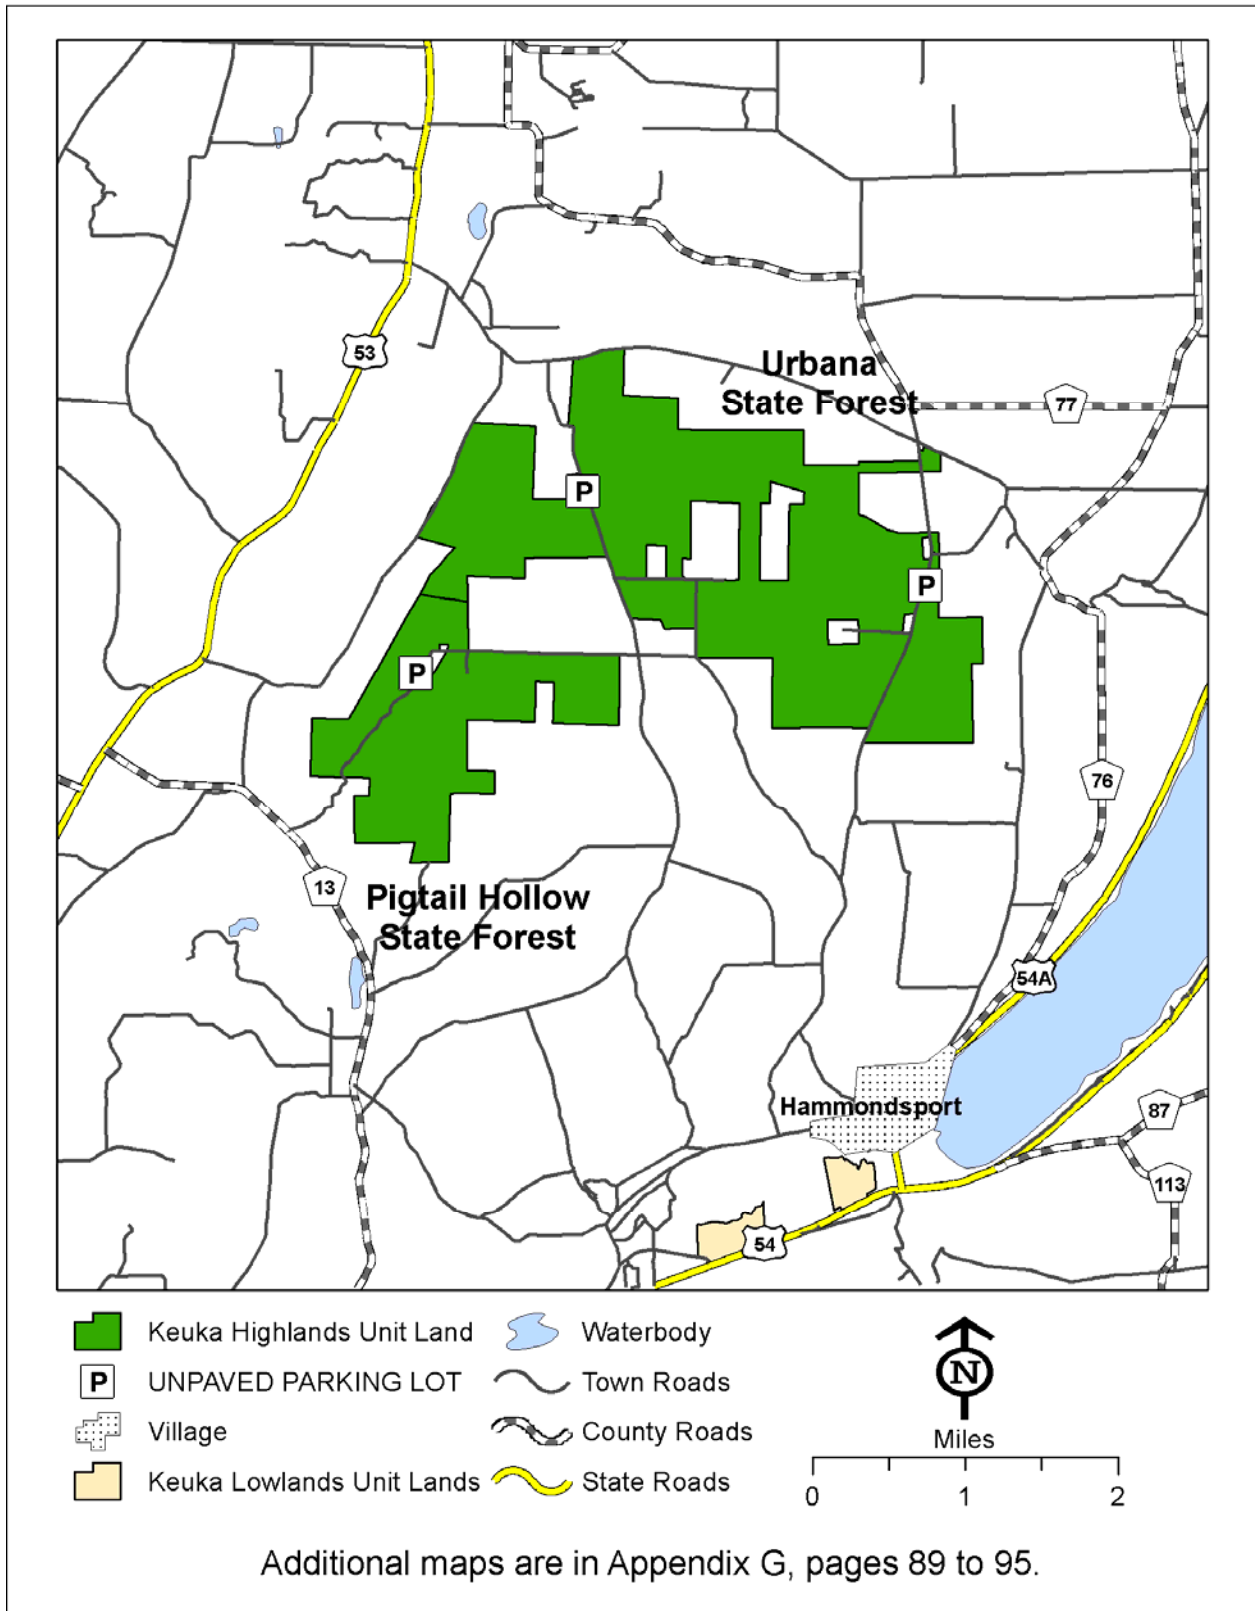 53
Urbana
State Forest
77
P
P
P
76
13
Pigtail Hollow
State Forest
54A
Hammondsport
87
113
54
Keuka Highlands Unit Land
Waterbody
P UNPAVED PARKING LOT
Town Roads
Village
County Roads
Keuka Lowlands Unit Lands
State Roads
N
Miles
0 1 2
Additional maps are in Appendix G, pages 89 to 95.